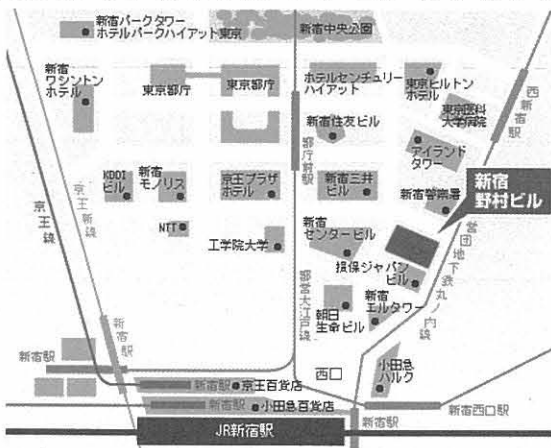 新宿パークタワー
ホテルパークハイアット東京
新宿中央公園
新宿
ワシントン
ホテル
東京都庁
東京都庁
ホテルセンチュリー
ハイアット
東京ヒルトン
ホテル
東京医科
大学病院
西新宿駅
新宿住友ビル
アイランド
タワー
都庁前駅
KDDI
ビル
新宿
モノリス
京王プラザ
ホテル
新宿三井
ビル
新宿警察署
新宿
野村ビル
京王線
京王新線
NTT
工学院大学
新宿
センタービル
損保ジャパン
ビル
営団地下鉄丸ノ内線
都営大江戸線
朝日
生命ビル
新宿
エルタワー
新宿駅
新宿駅
西口
小田急
ハルク
新宿駅
京王百貨店
新宿駅
小田急百貨店
新宿駅
新宿西口駅
JR新宿駅